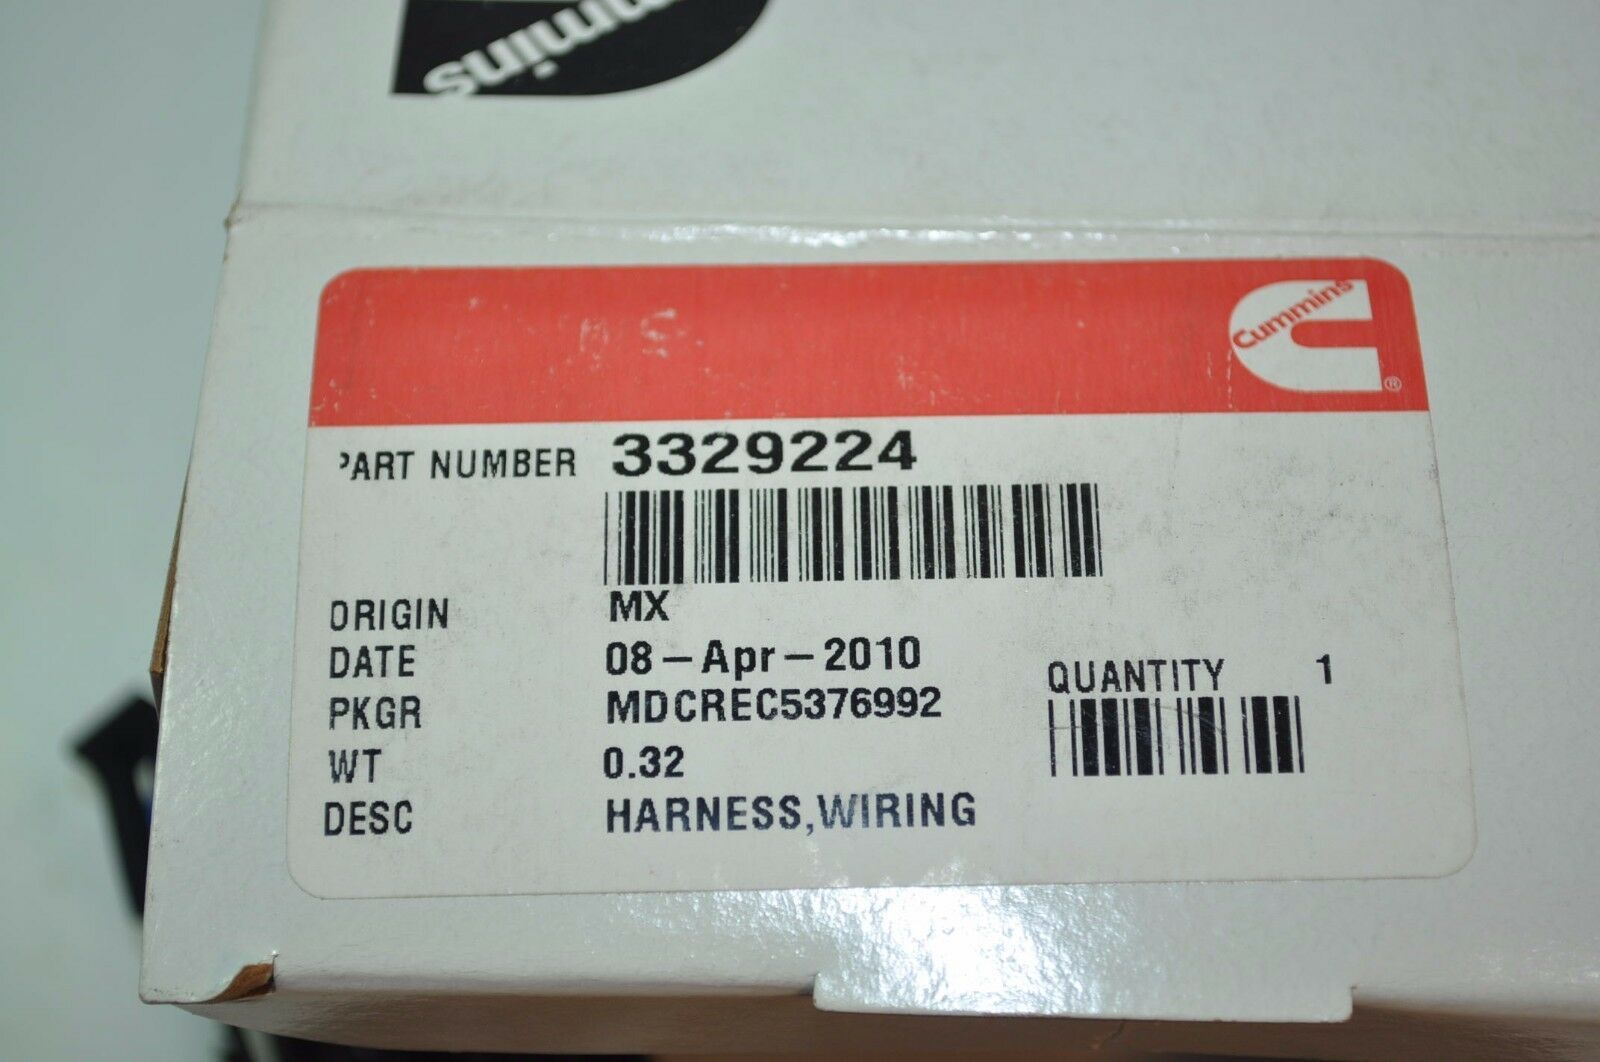 mmins
Cummins
®
PART NUMBER 3329224
ORIGIN MX
DATE 08-Apr-2010
QUANTITY 1
PKGR MDCREC5376992
WT 0.32
DESC HARNESS,WIRING